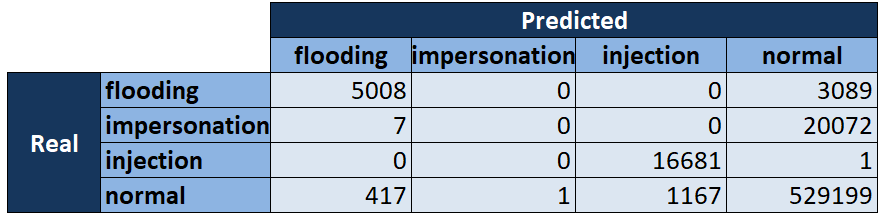 Predicted
flooding impersonation injection normal
Real
flooding 5008 0 0 3089
impersonation 7 0 0 20072
injection 0 0 16681 1
normal 417 1 1167 529199